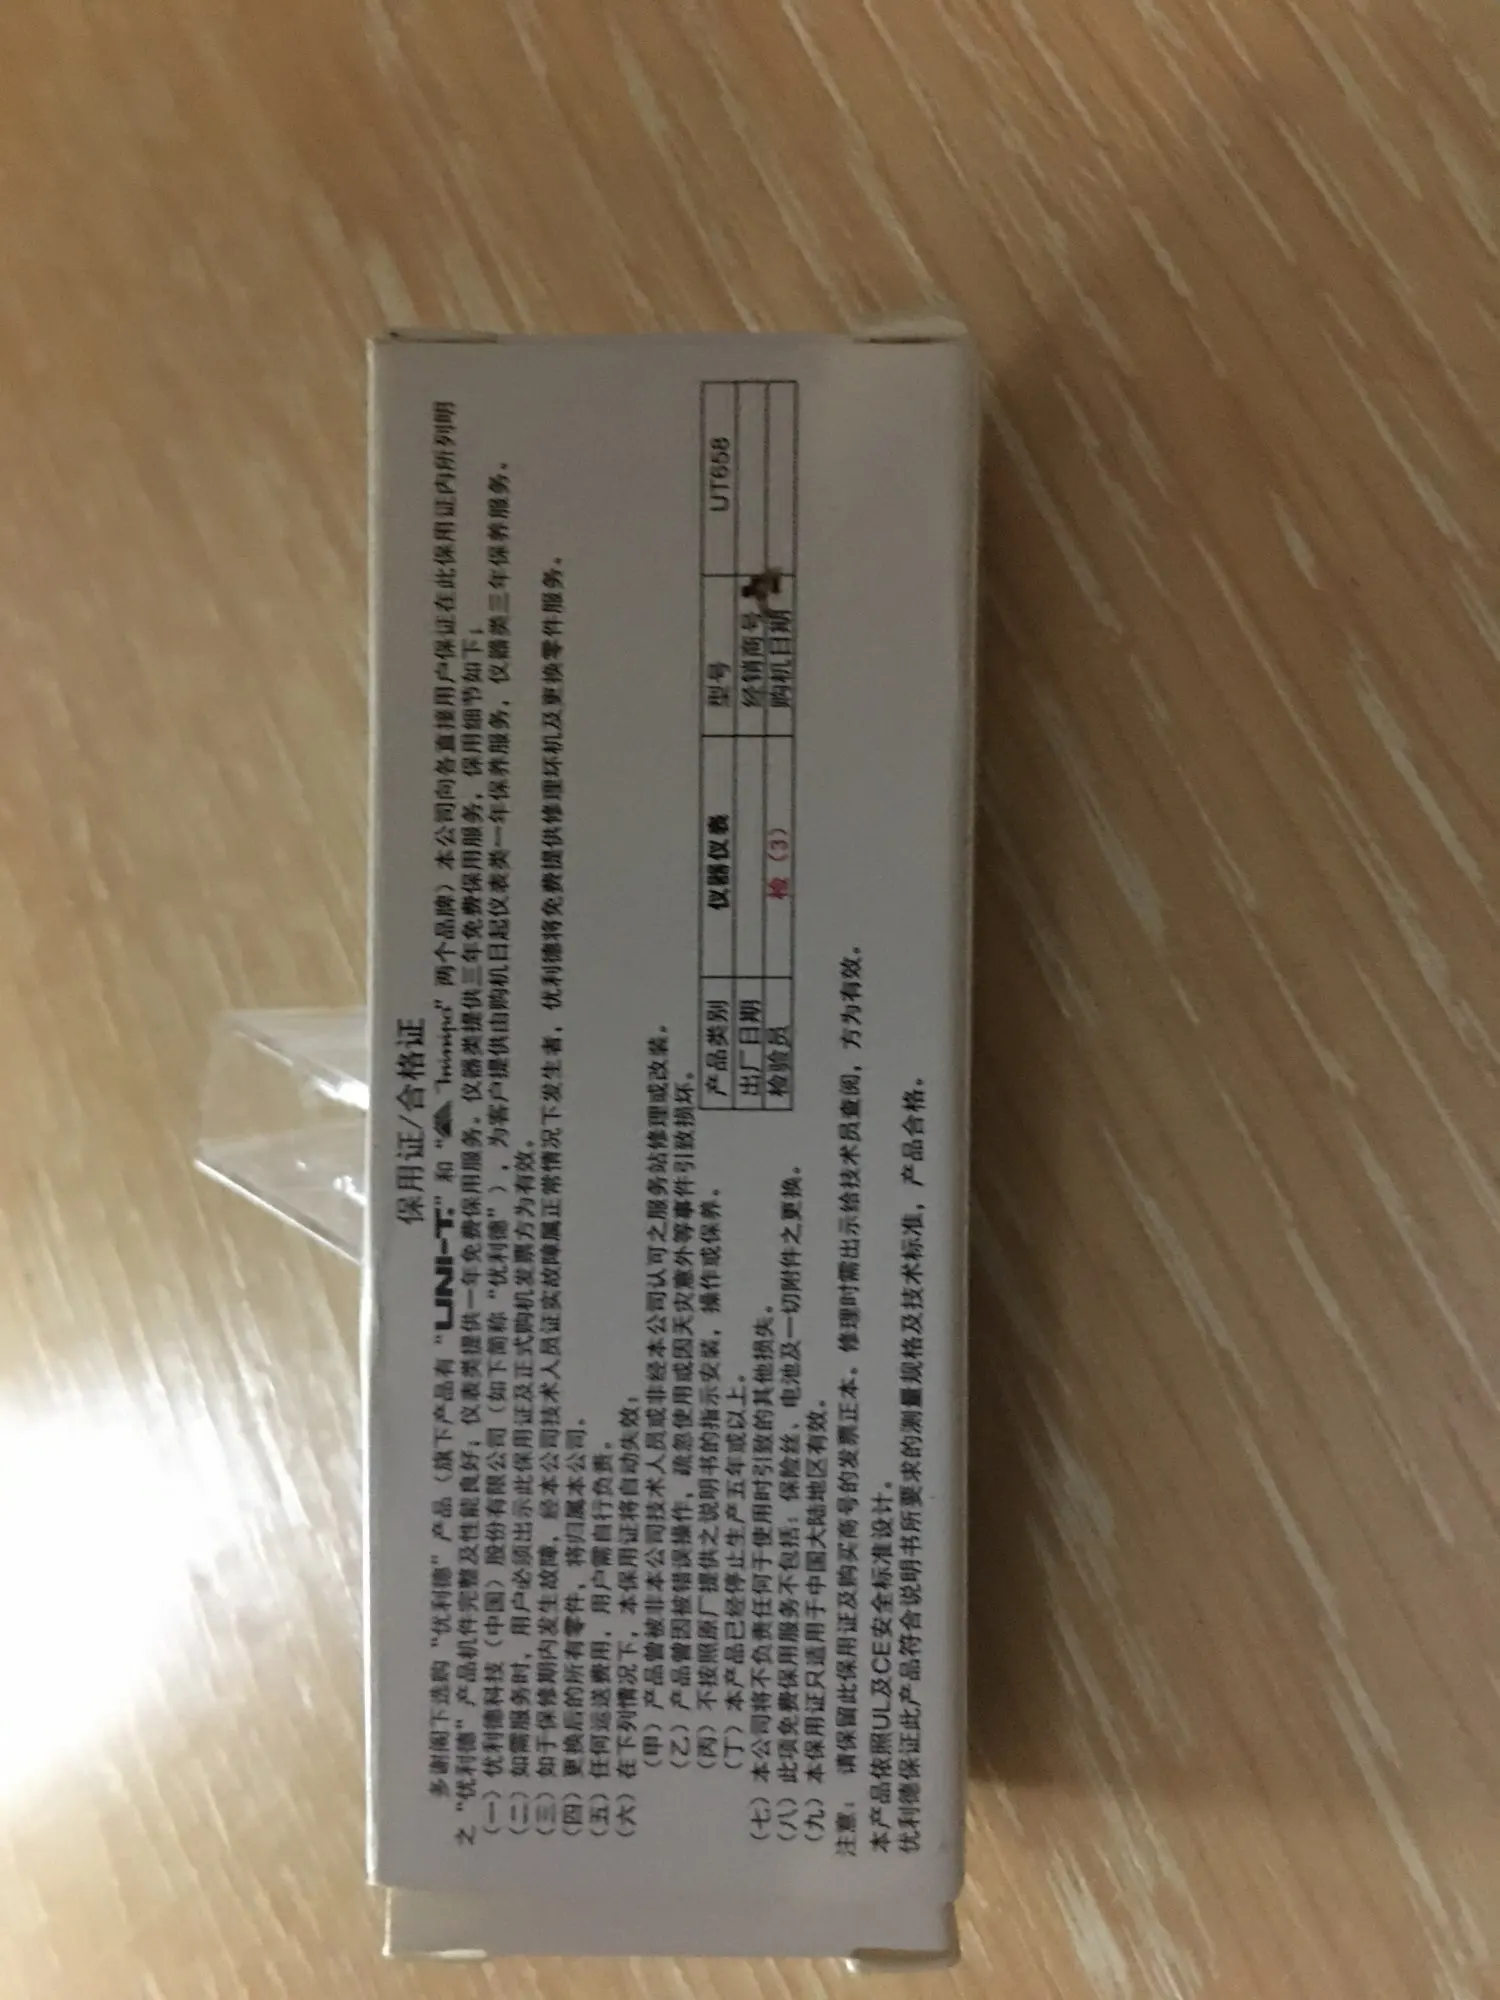 保用证/合格证
多谢阁下选购“优利德”产品（旗下产品有“UNI-T.”和“Tminipa”两个品牌）本公司向各直接用户保证在此保用证内所列明
之“优利德”产品机件完整及性能良好；仪表类提供一年免费保用服务，仪器类提供三年免费保用服务，保用细节如下；
（一）优利德科技（中国）股份有限公司（如下简称“优利德”），为客户提供由购机日起仪表类一年保养服务，仪器类三年保养服务。
（二）如需服务时，用户必须出示此保用证及正式购机发票方为有效。
（三）如于保修期内发生故障，经本公司技术人员证实故障属正常情况下发生者，优利德将免费提供修理坏机及更换零件服务。
（四）更换后的所有零件，将归属本公司。
（五）任何运送费用，用户需自行负责。
（六）在下列情况下，本保用证将自动失效；
（甲）产品曾被非本公司技术人员或非经本公司认可之服务站修理或改装。
（乙）产品曾因被错误操作，疏忽使用或因天灾意外等事件引致损坏。
（丙）不按照原厂提供之说明书的指示安装，操作或保养。
（丁）本产品已经停止生产五年或以上。
（七）本公司将不负责任何于使用时引致的其他损失。
（八）此项免费保用服务不包括：保险丝、电池及一切附件之更换。
（九）本保用证只适用于中国大陆地区有效。
产品类别 仪器仪表 型号 UT658
出厂日期 经销商号
检验员 检（3） 购机日期
注意： 请保留此保用证及购买商号的发票正本，修理时需出示给技术员查阅，方为有效。
本产品依照UL及CE安全标准设计。
优利德保证此产品符合说明书所要求的测量规格及技术标准，产品合格。